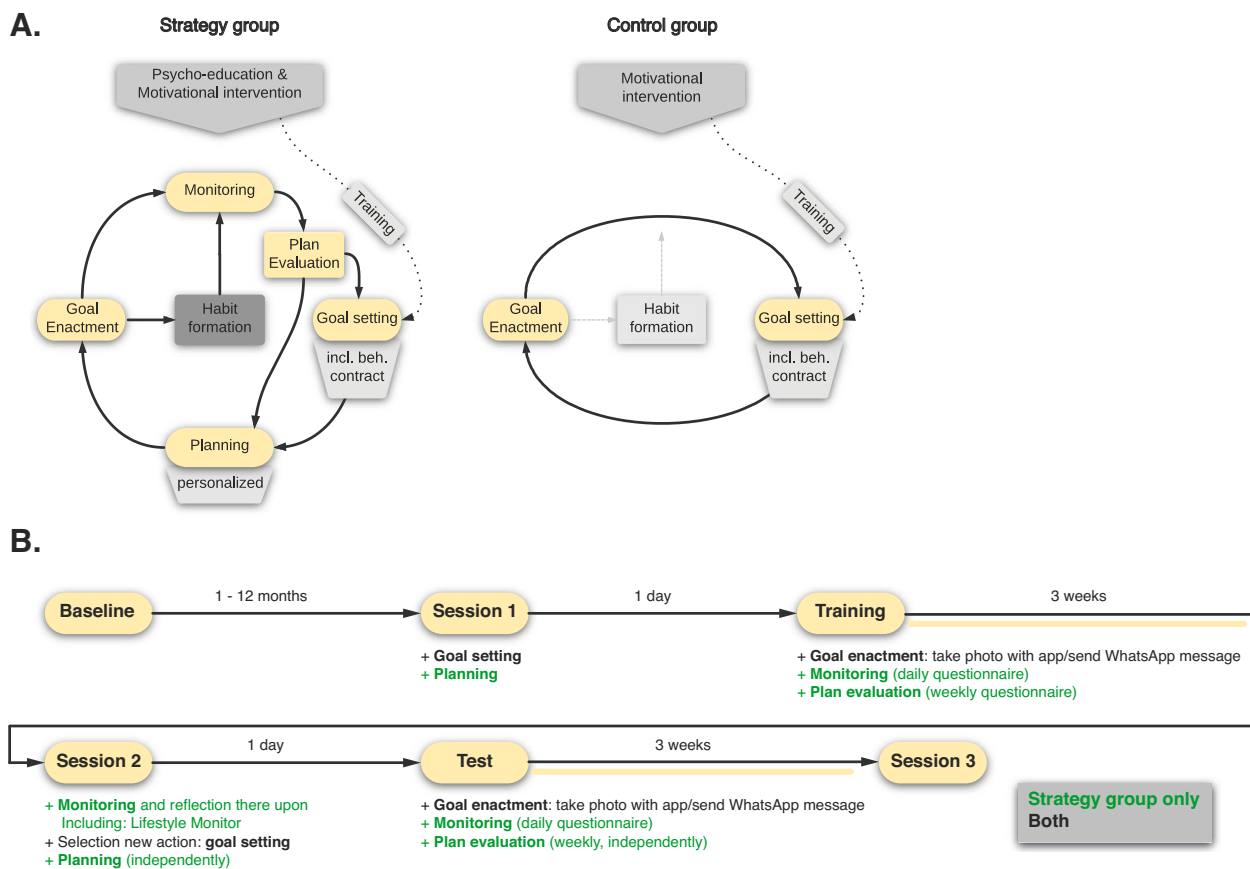 A.
Strategy group
Control group
Psycho-education &
Motivational intervention
Motivational
intervention
Training
Training
Monitoring
Plan
Evaluation
Goal
Enactment
Habit
formation
Goal setting
incl. beh.
contract
Planning
personalized
Goal
Enactment
Habit
formation
Goal setting
incl. beh.
contract
B.
Baseline
1 - 12 months
Session 1
1 day
Training
3 weeks
+ Goal setting
+ Planning
+ Goal enactment: take photo with app/send WhatsApp message
+ Monitoring (daily questionnaire)
+ Plan evaluation (weekly questionnaire)
Session 2
1 day
Test
3 weeks
Session 3
+ Monitoring and reflection there upon
Including: Lifestyle Monitor
+ Selection new action: goal setting
+ Planning (independently)
+ Goal enactment: take photo with app/send WhatsApp message
+ Monitoring (daily questionnaire)
+ Plan evaluation (weekly, independently)
Strategy group only
Both